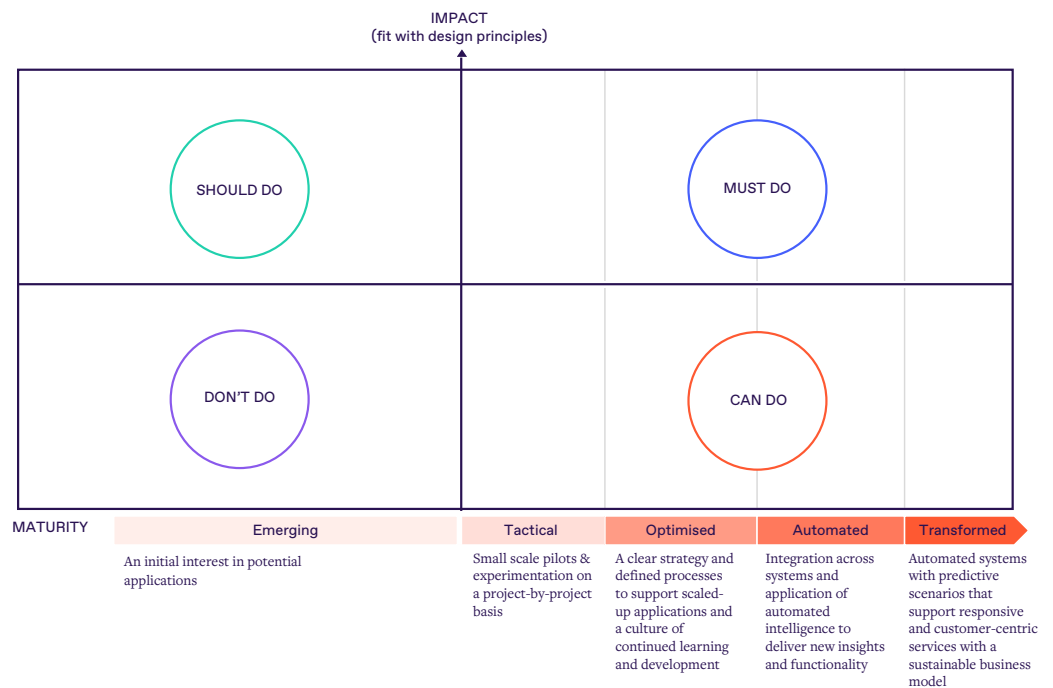 IMPACT
(fit with design principles)
SHOULD DO
MUST DO
DON’T DO
CAN DO
MATURITY
Emerging
Tactical
Optimised
Automated
Transformed
An initial interest in potential
applications
Small scale pilots &
experimentation on
a project-by-project
basis
A clear strategy and
defined processes
to support scaled-
up applications and
a culture of
continued learning
and development
Integration across
systems and
application of
automated
intelligence to
deliver new insights
and functionality
Automated systems
with predictive
scenarios that
support responsive
and customer-centric
services with a
sustainable business
model